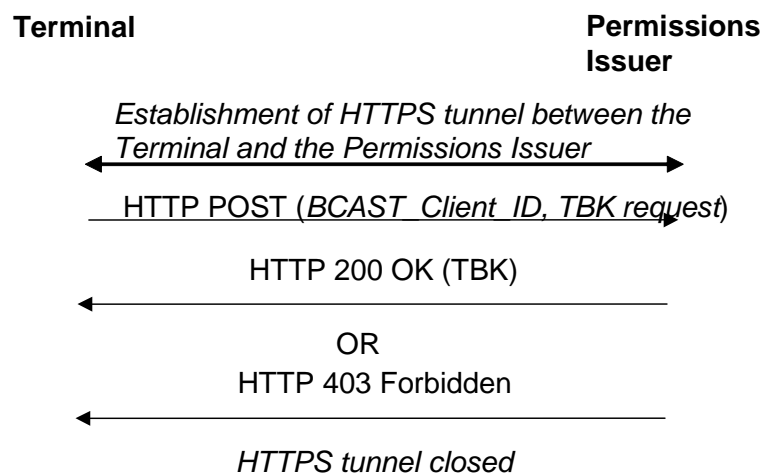 Terminal
Permissions
Issuer
Establishment of HTTPS tunnel between the
Terminal and the Permissions Issuer
HTTP POST (BCAST_Client_ID, TBK request)
HTTP 200 OK (TBK)
OR
HTTP 403 Forbidden
HTTPS tunnel closed